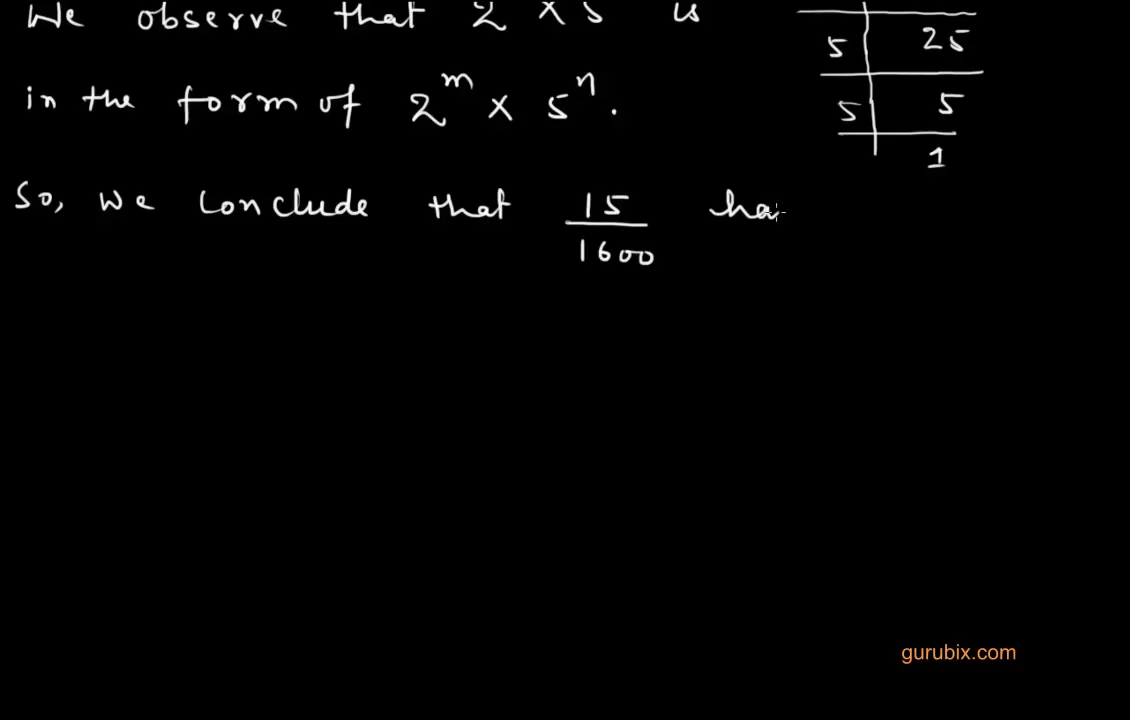 We observe that 2 × 5 is
in the form of 2^m × 5^n.
So, we conclude that 15/1600 ha
5 | 25
5 | 5
1
gurubix.com